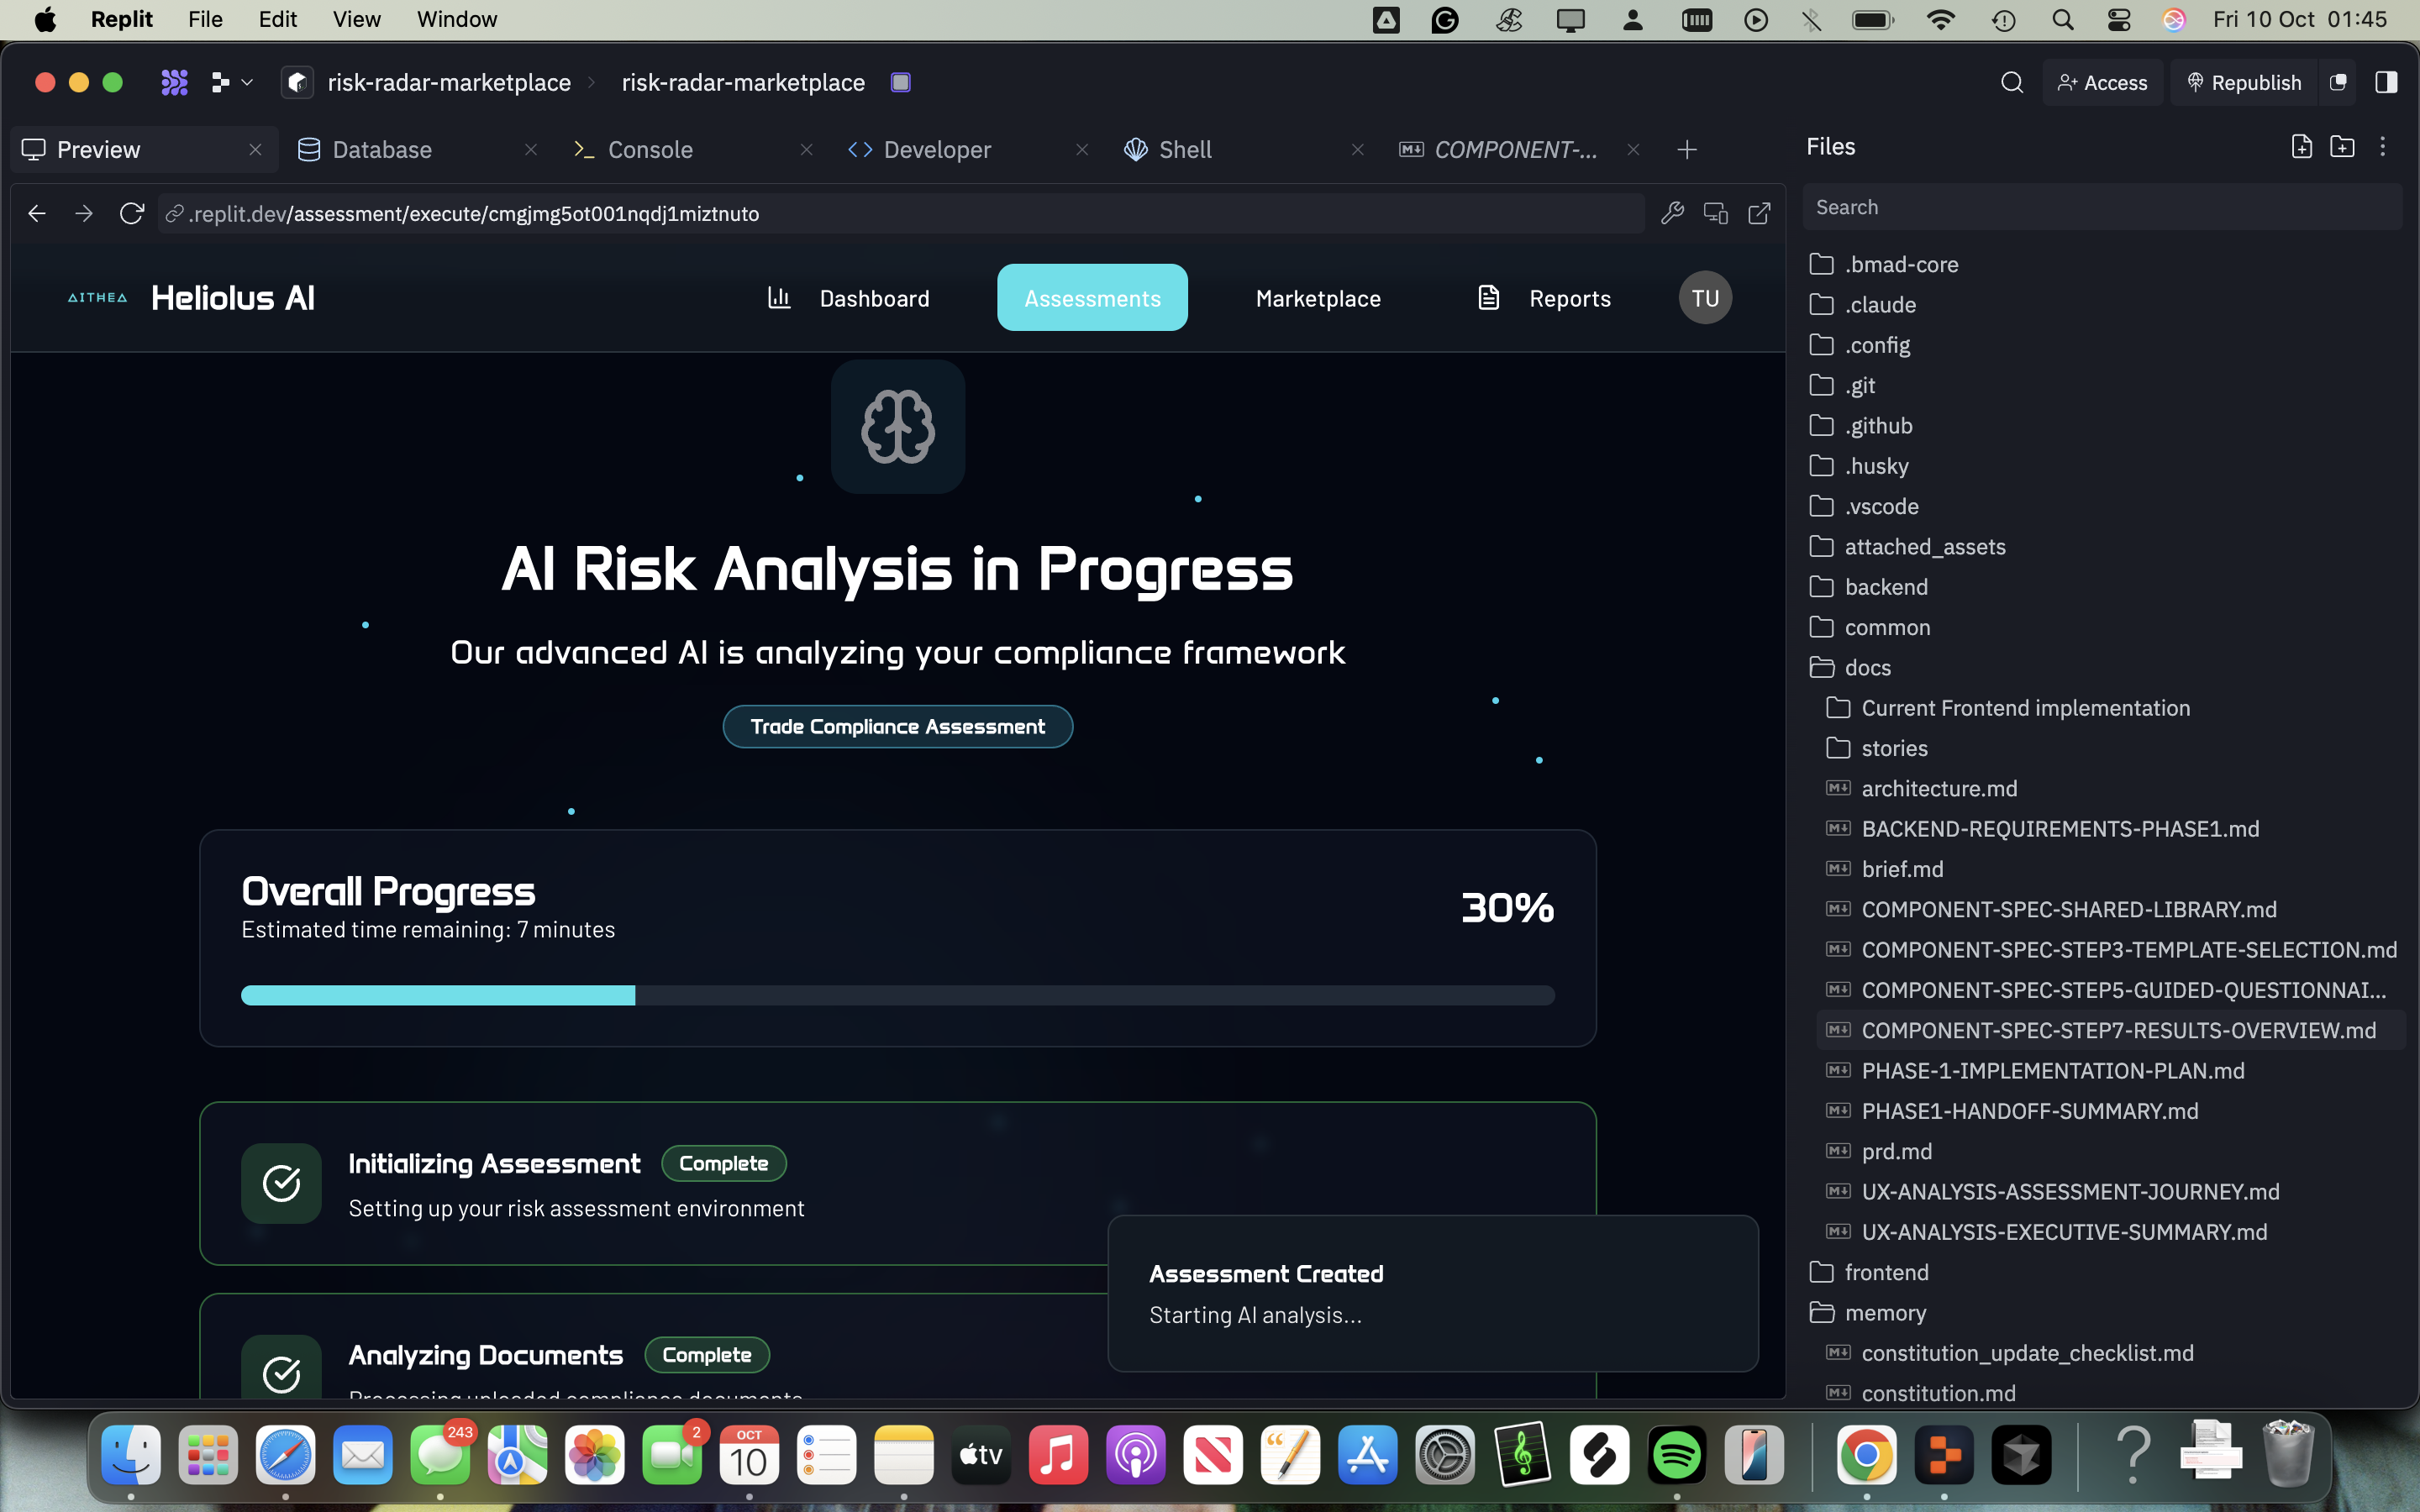 Replit File Edit View Window Fri 10 Oct 01:45
risk-radar-marketplace risk-radar-marketplace Access Republish
Preview Database Console Developer Shell COMPONENT-...
.replit.dev/assessment/execute/cmgjmg5ot001nqdj1miztnuto
AITHEA Heliolus AI Dashboard Assessments Marketplace Reports TU
AI Risk Analysis in Progress
Our advanced AI is analyzing your compliance framework
Trade Compliance Assessment
Overall Progress
30%
Estimated time remaining: 7 minutes
Initializing Assessment Complete
Setting up your risk assessment environment
Analyzing Documents Complete
Processing uploaded compliance documents
Assessment Created
Starting AI analysis...
Files
Search
.bmad-core
.claude
.config
.git
.github
.husky
.vscode
attached_assets
backend
common
docs
Current Frontend implementation
stories
architecture.md
BACKEND-REQUIREMENTS-PHASE1.md
brief.md
COMPONENT-SPEC-SHARED-LIBRARY.md
COMPONENT-SPEC-STEP3-TEMPLATE-SELECTION.md
COMPONENT-SPEC-STEP5-GUIDED-QUESTIONNAI...
COMPONENT-SPEC-STEP7-RESULTS-OVERVIEW.md
PHASE-1-IMPLEMENTATION-PLAN.md
PHASE1-HANDOFF-SUMMARY.md
prd.md
UX-ANALYSIS-ASSESSMENT-JOURNEY.md
UX-ANALYSIS-EXECUTIVE-SUMMARY.md
frontend
memory
constitution_update_checklist.md
constitution.md
243
2
OCT
10
tv